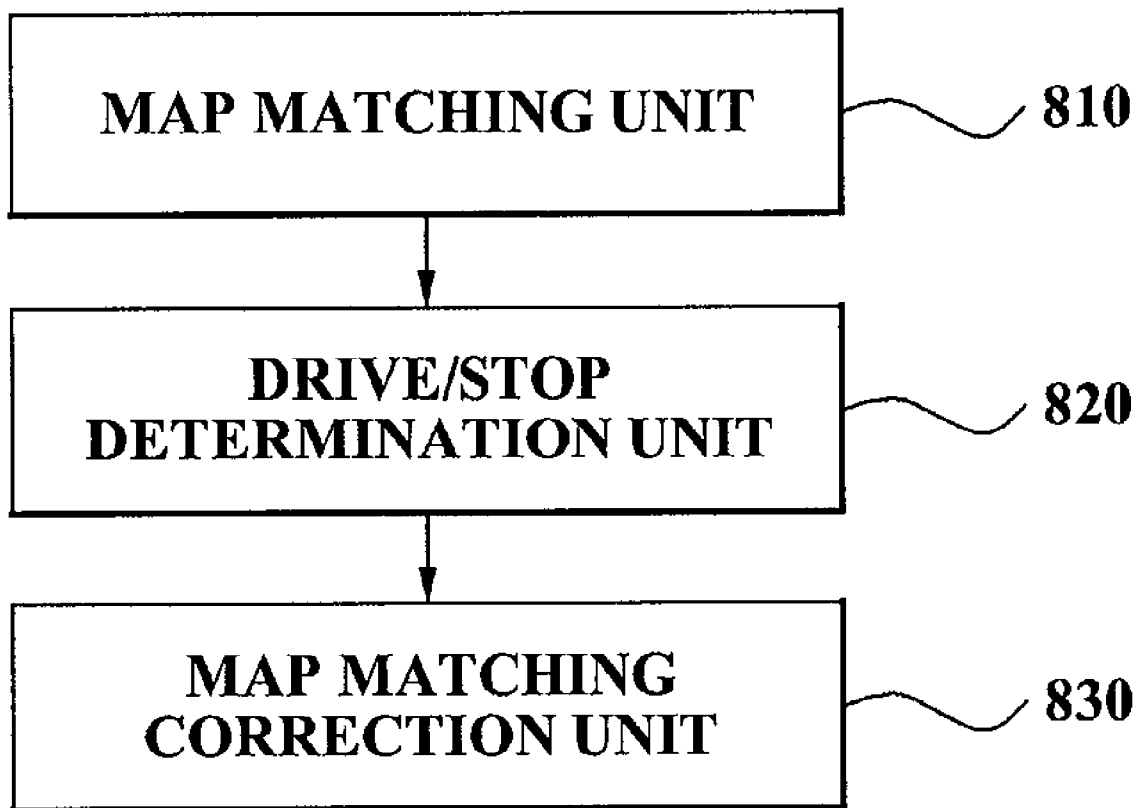 MAP MATCHING UNIT
810
DRIVE/STOP
DETERMINATION UNIT
820
MAP MATCHING
CORRECTION UNIT
830